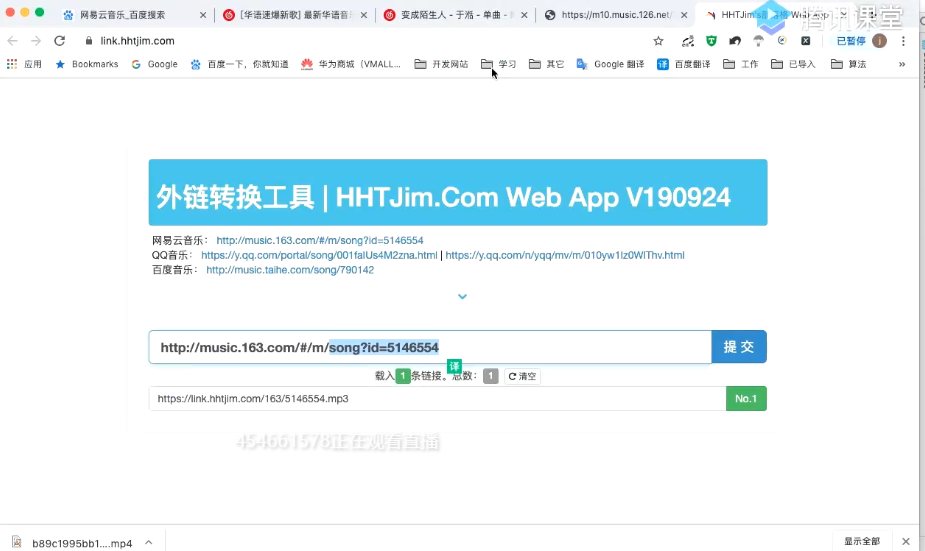 网易云音乐_百度搜索
[华语速爆新歌] 最新华语音
变成陌生人 - 于浩 - 单曲 -
https://m10.music.126.net/
HHTJim's
Web App
腾讯课堂
link.hhtjim.com
已暂停
i
应用
Bookmarks
Google
百度一下，你就知道
华为商城（VMALL...
开发网站
学习
其它
Google 翻译
译
百度翻译
工作
已导入
算法
»
外链转换工具 | HHTJim.Com Web App V190924
网易云音乐： http://music.163.com/#/m/song?id=5146554
QQ音乐： https://y.qq.com/portal/song/001faIUs4M2zna.html | https://y.qq.com/n/yqq/mv/m/010yw1lz0WIThv.html
百度音乐： http://music.taihe.com/song/790142
http://music.163.com/#/m/song?id=5146554
提 交
译
载入 1 条链接。总数： 1 清空
https://link.hhtjim.com/163/5146554.mp3
No.1
454661578正在观看直播
b89c1995bb1....mp4
显示全部